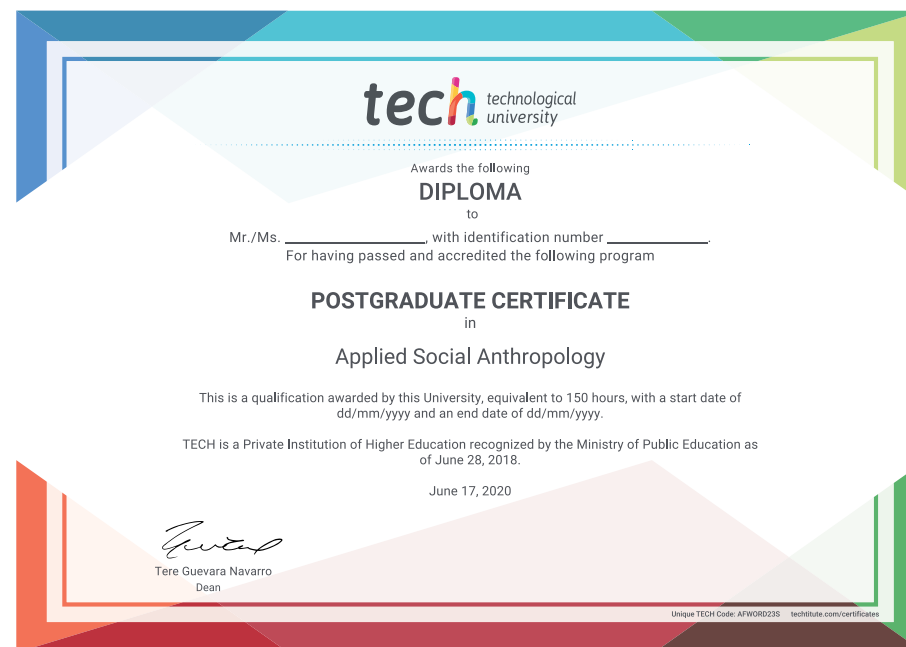 tech technological
university
Awards the following
DIPLOMA
to
Mr./Ms. ____________________, with identification number ______________.
For having passed and accredited the following program
POSTGRADUATE CERTIFICATE
in
Applied Social Anthropology
This is a qualification awarded by this University, equivalent to 150 hours, with a start date of
dd/mm/yyyy and an end date of dd/mm/yyyy.
TECH is a Private Institution of Higher Education recognized by the Ministry of Public Education as
of June 28, 2018.
June 17, 2020
Tere Guevara Navarro
Dean
Unique TECH Code: AFWORD23S techtitute.com/certificates